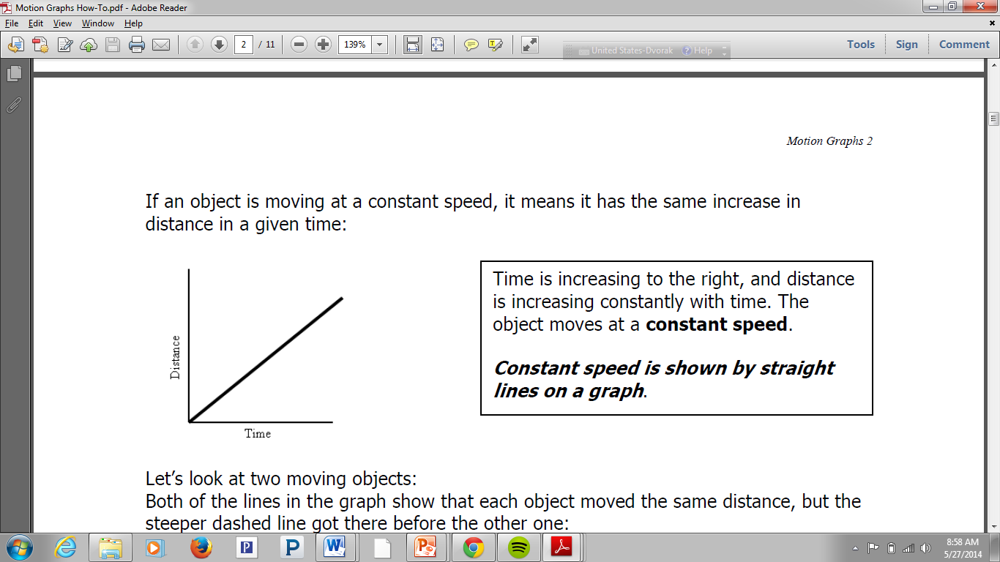 Motion Graphs How-To.pdf - Adobe Reader
File Edit View Window Help
2 / 11 139% Tools Sign Comment
United States-Dvorak Help
Motion Graphs 2
If an object is moving at a constant speed, it means it has the same increase in
distance in a given time:
Distance
Time
Time is increasing to the right, and distance
is increasing constantly with time. The
object moves at a constant speed.
Constant speed is shown by straight
lines on a graph.
Let's look at two moving objects:
Both of the lines in the graph show that each object moved the same distance, but the
steeper dashed line got there before the other one:
8:58 AM
5/27/2014